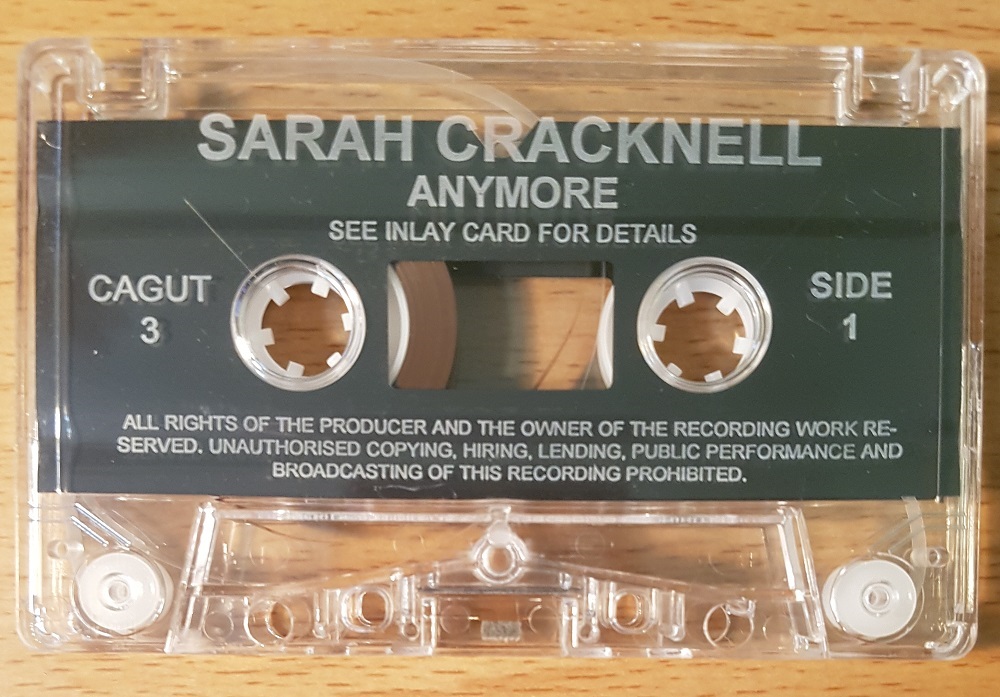 SARAH CRACKNELL
ANYMORE
SEE INLAY CARD FOR DETAILS
CAGUT
3
SIDE
1
ALL RIGHTS OF THE PRODUCER AND THE OWNER OF THE RECORDING WORK RE-
SERVED. UNAUTHORISED COPYING, HIRING, LENDING, PUBLIC PERFORMANCE AND
BROADCASTING OF THIS RECORDING PROHIBITED.